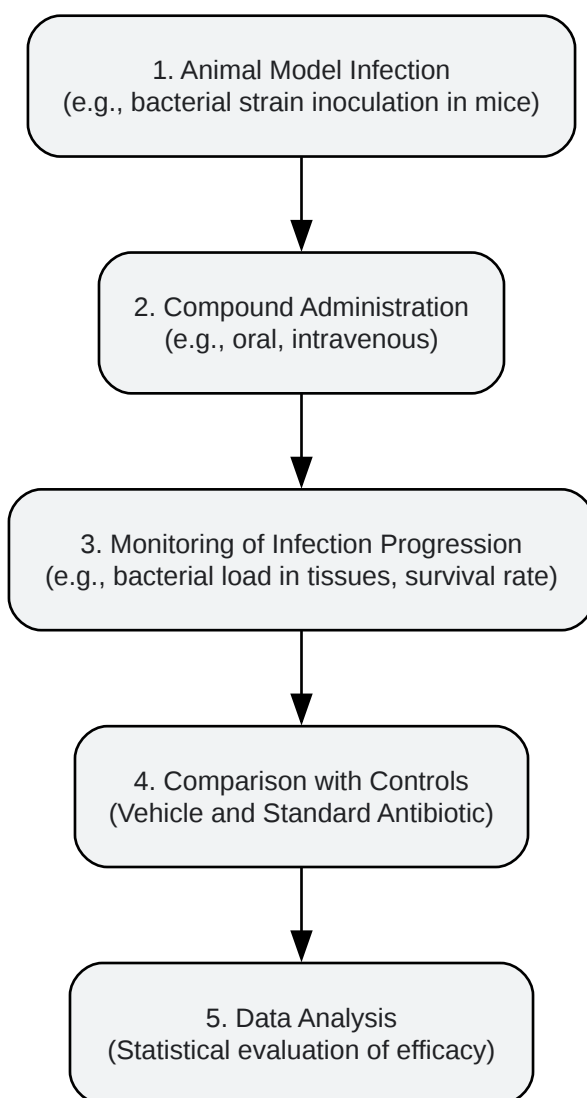 1. Animal Model Infection
(e.g., bacterial strain inoculation in mice)
2. Compound Administration
(e.g., oral, intravenous)
3. Monitoring of Infection Progression
(e.g., bacterial load in tissues, survival rate)
4. Comparison with Controls
(Vehicle and Standard Antibiotic)
5. Data Analysis
(Statistical evaluation of efficacy)